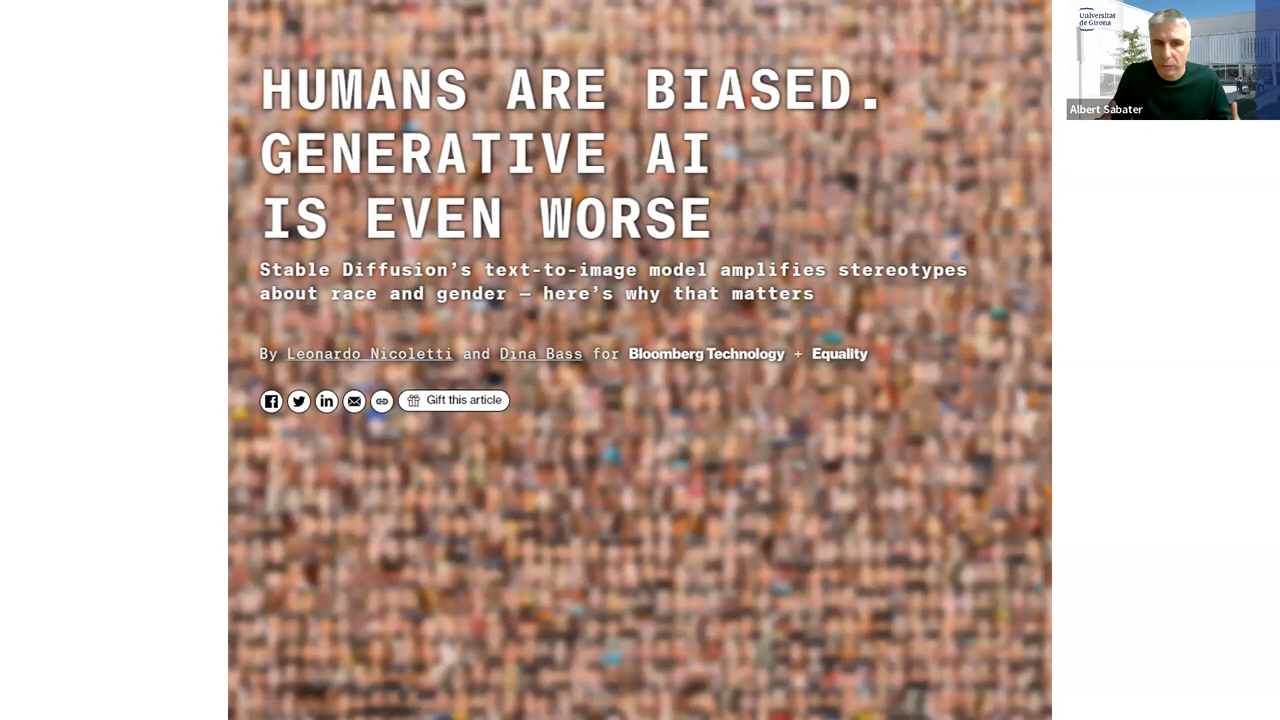 HUMANS ARE BIASED.
GENERATIVE AI
IS EVEN WORSE
Stable Diffusion’s text-to-image model amplifies stereotypes
about race and gender — here’s why that matters
By Leonardo Nicoletti and Dina Bass for Bloomberg Technology + Equality
Gift this article
Universitat
de Girona
Albert Sabater